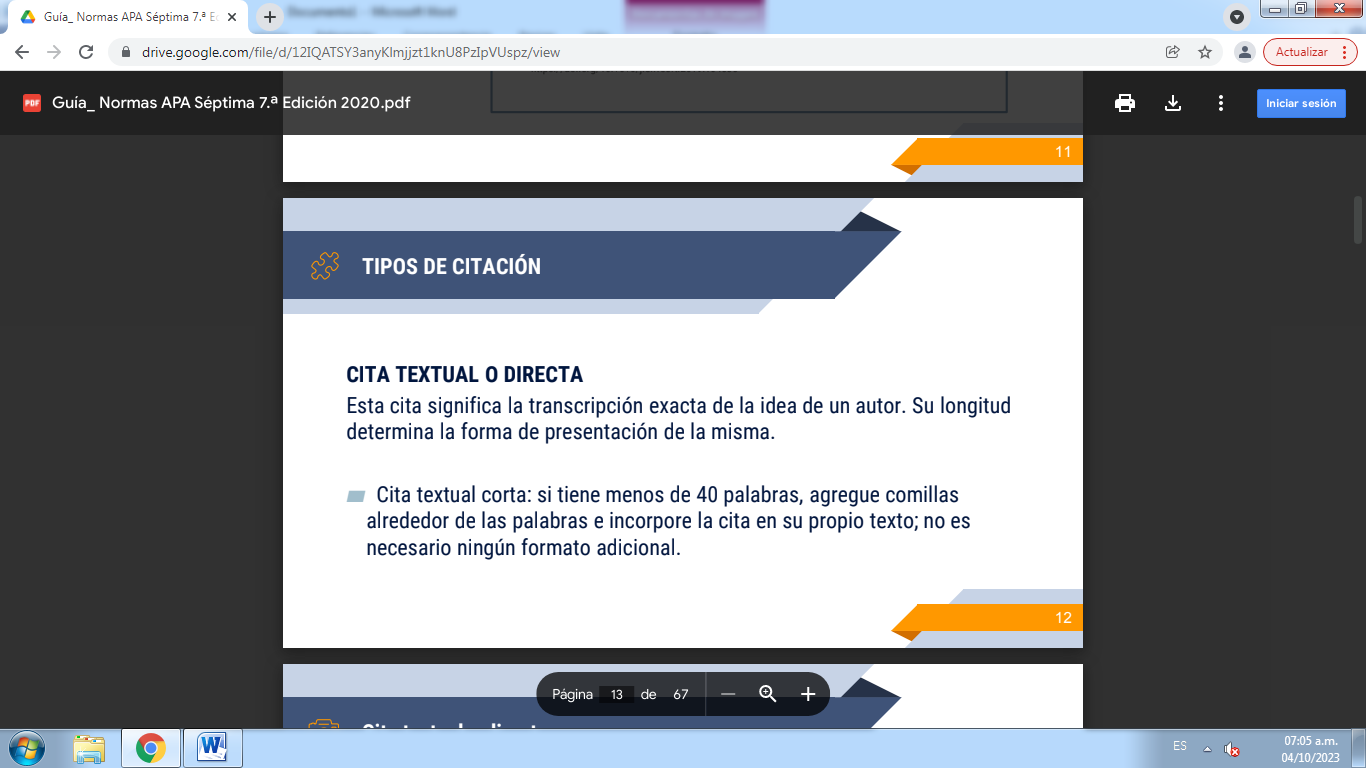 Guía_ Normas APA Séptima 7.ª E
Documento1 - Microsoft Word
drive.google.com/file/d/12IQATSY3anyKlmjjzt1knU8PzIpVUspz/view
Actualizar
PDF
Guía_ Normas APA Séptima 7.ª Edición 2020.pdf
Iniciar sesión
11
TIPOS DE CITACIÓN
CITA TEXTUAL O DIRECTA
Esta cita significa la transcripción exacta de la idea de un autor. Su longitud
determina la forma de presentación de la misma.
Cita textual corta: si tiene menos de 40 palabras, agregue comillas
alrededor de las palabras e incorpore la cita en su propio texto; no es
necesario ningún formato adicional.
12
Página 13 de 67
ES
07:05 a.m.
04/10/2023